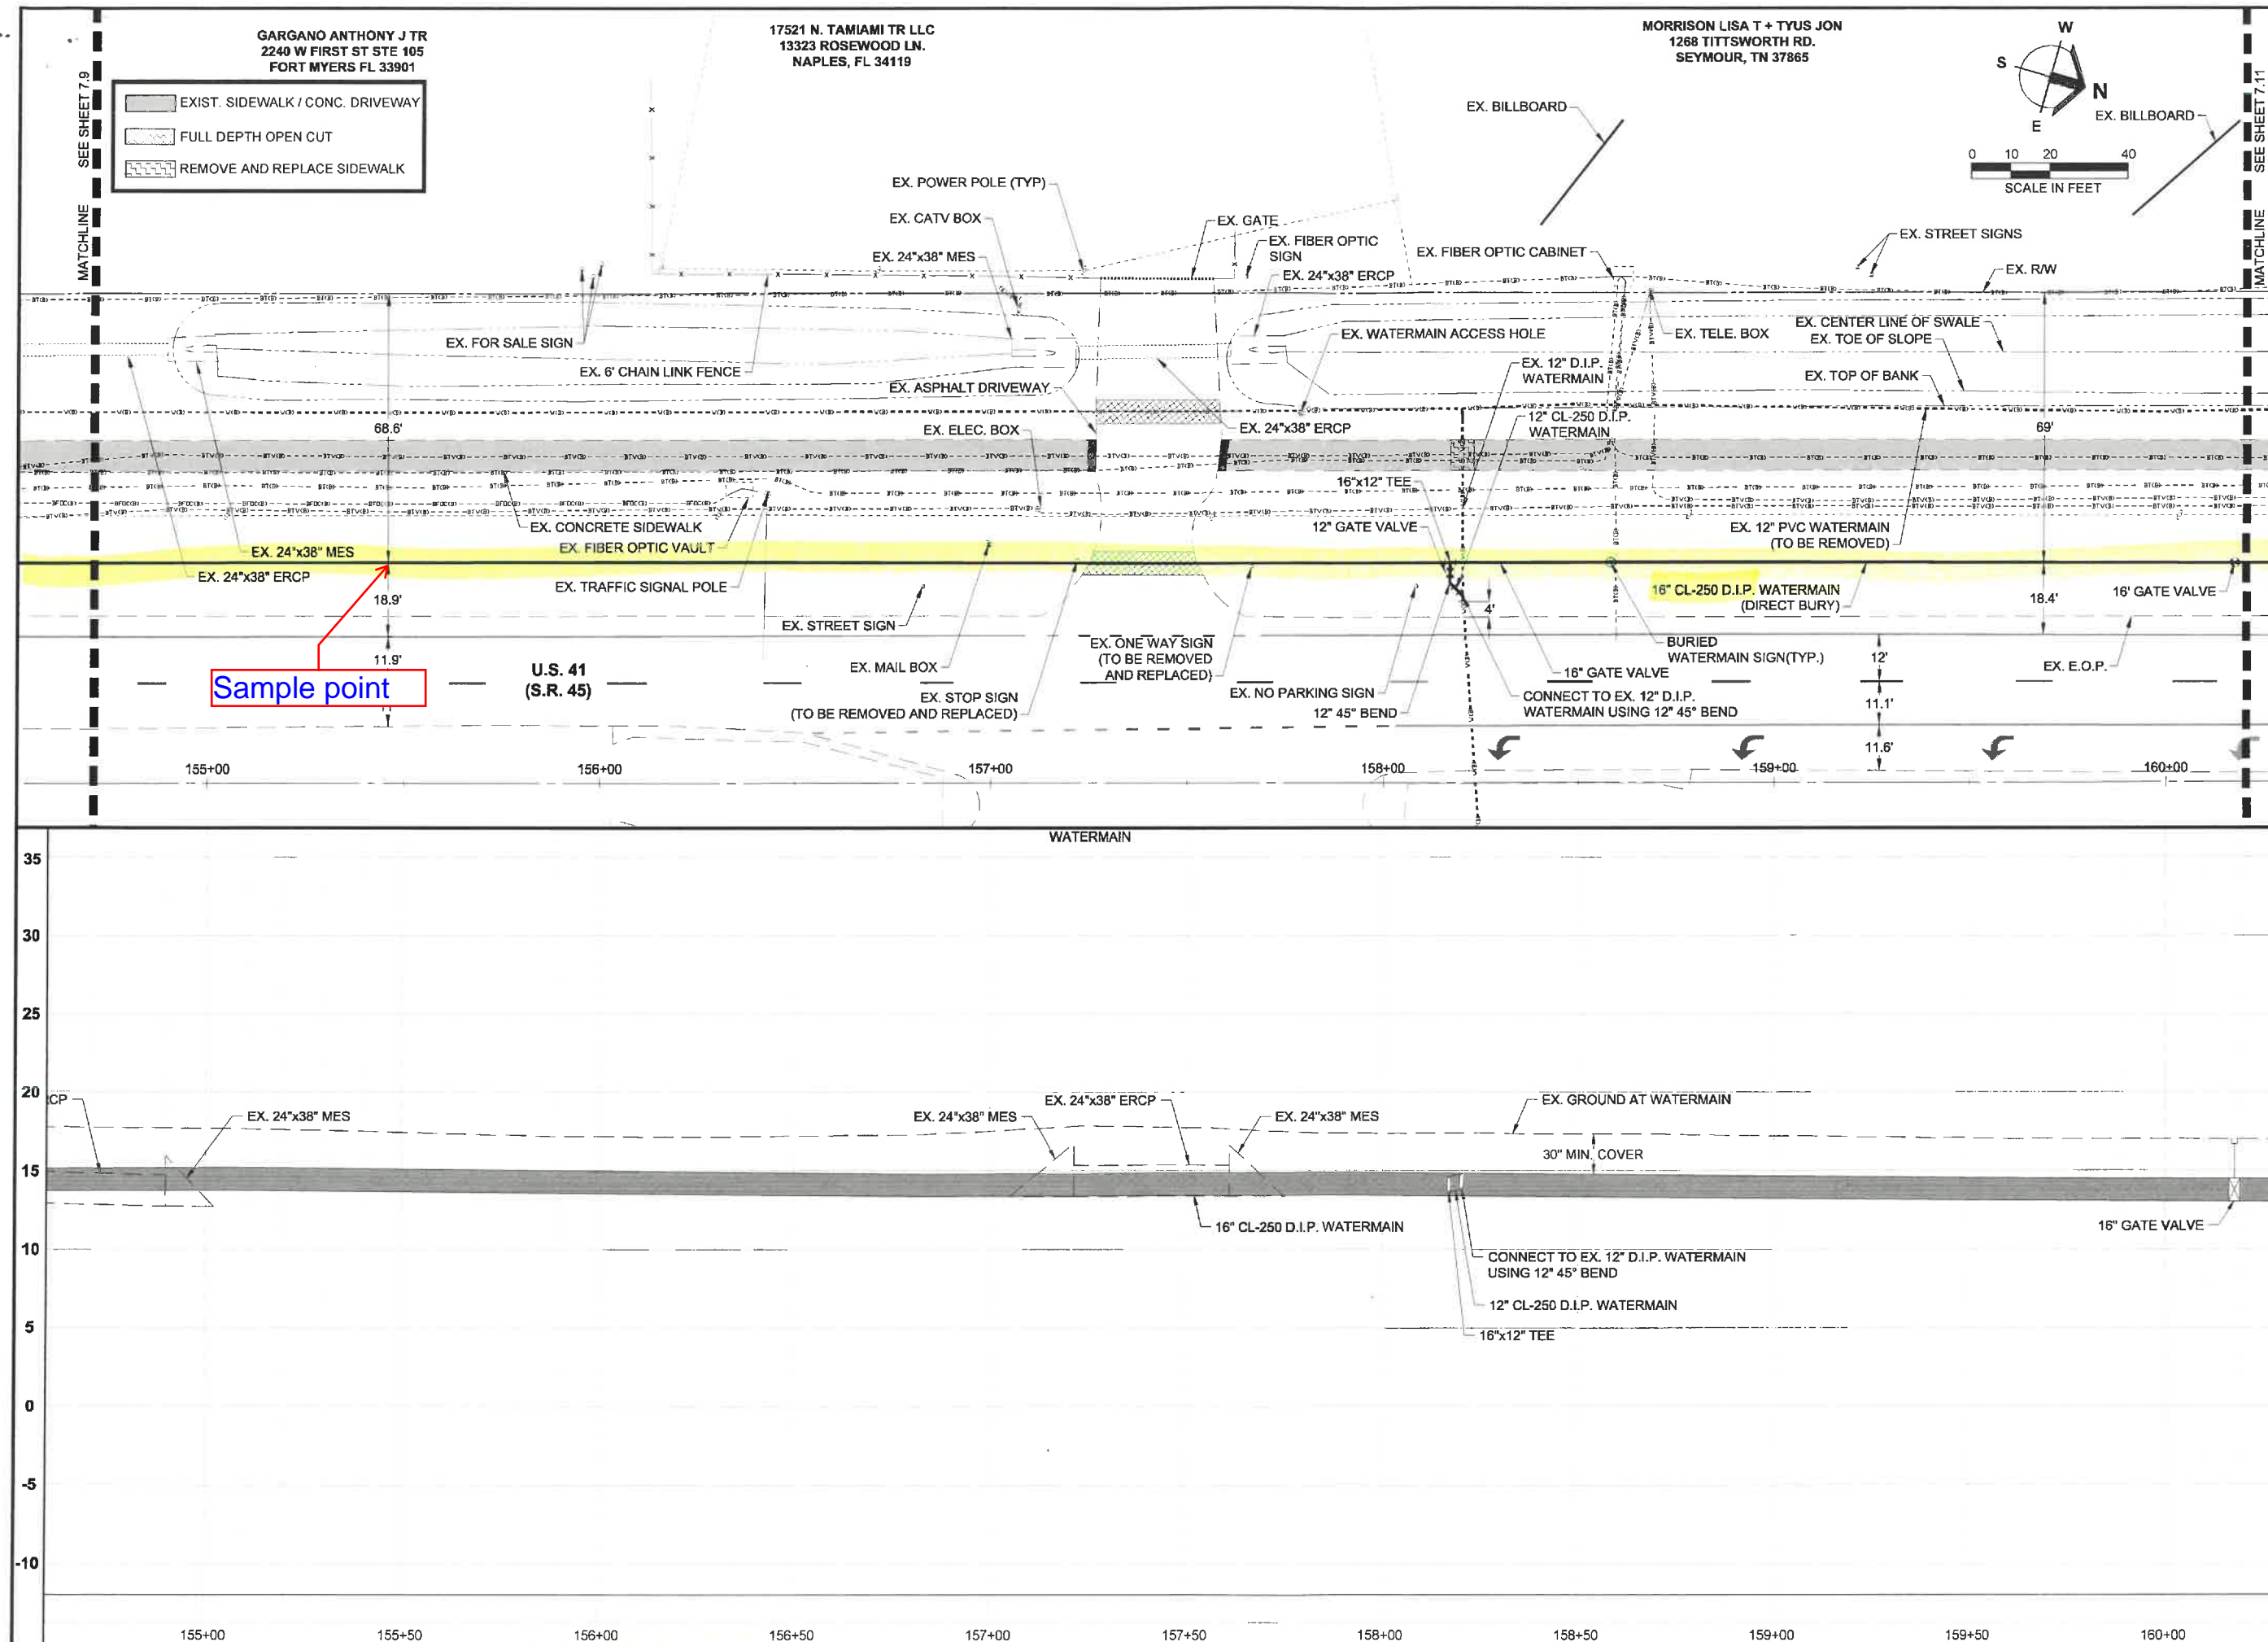 GARGANO ANTHONY J TR
2240 W FIRST ST STE 105
FORT MYERS FL 33901
17521 N. TAMIAMI TR LLC
13323 ROSEWOOD LN.
NAPLES, FL 34119
MORRISON LISA T + TYUS JON
1268 TITTSWORTH RD.
SEYMOUR, TN 37865
W
S
N
E
MATCHLINE SEE SHEET 7.9
MATCHLINE SEE SHEET 7.11
EXIST. SIDEWALK / CONC. DRIVEWAY
FULL DEPTH OPEN CUT
REMOVE AND REPLACE SIDEWALK
0 10 20 40
SCALE IN FEET
EX. BILLBOARD
EX. BILLBOARD
EX. POWER POLE (TYP)
EX. CATV BOX
EX. 24"x38" MES
EX. GATE
EX. FIBER OPTIC
SIGN
EX. 24"x38" ERCP
EX. FIBER OPTIC CABINET
EX. STREET SIGNS
EX. R/W
EX. FOR SALE SIGN
EX. 6' CHAIN LINK FENCE
EX. WATERMAIN ACCESS HOLE
EX. TELE. BOX
EX. CENTER LINE OF SWALE
EX. TOE OF SLOPE
EX. TOP OF BANK
EX. 12" D.I.P.
WATERMAIN
EX. ASPHALT DRIVEWAY
12" CL-250 D.I.P.
WATERMAIN
68.6'
EX. ELEC. BOX
EX. 24"x38" ERCP
69'
16"x12" TEE
EX. CONCRETE SIDEWALK
12" GATE VALVE
EX. 12" PVC WATERMAIN
(TO BE REMOVED)
EX. 24"x38" MES
EX. FIBER OPTIC VAULT
EX. 24"x38" ERCP
EX. TRAFFIC SIGNAL POLE
16" CL-250 D.I.P. WATERMAIN
(DIRECT BURY)
16' GATE VALVE
18.9'
18.4'
4'
EX. STREET SIGN
EX. ONE WAY SIGN
(TO BE REMOVED
AND REPLACED)
BURIED
WATERMAIN SIGN(TYP.)
11.9'
12'
EX. MAIL BOX
16" GATE VALVE
EX. E.O.P.
Sample point
U.S. 41
(S.R. 45)
EX. STOP SIGN
(TO BE REMOVED AND REPLACED)
EX. NO PARKING SIGN
12" 45° BEND
CONNECT TO EX. 12" D.I.P.
WATERMAIN USING 12" 45° BEND
11.1'
11.6'
155+00 156+00 157+00 158+00 159+00 160+00
WATERMAIN
35
30
25
20
15
10
5
0
-5
-10
CP
EX. 24"x38" MES
EX. 24"x38" MES
EX. 24"x38" ERCP
EX. 24"x38" MES
EX. GROUND AT WATERMAIN
30" MIN. COVER
16" CL-250 D.I.P. WATERMAIN
16" GATE VALVE
CONNECT TO EX. 12" D.I.P. WATERMAIN
USING 12" 45° BEND
12" CL-250 D.I.P. WATERMAIN
16"x12" TEE
155+00 155+50 156+00 156+50 157+00 157+50 158+00 158+50 159+00 159+50 160+00